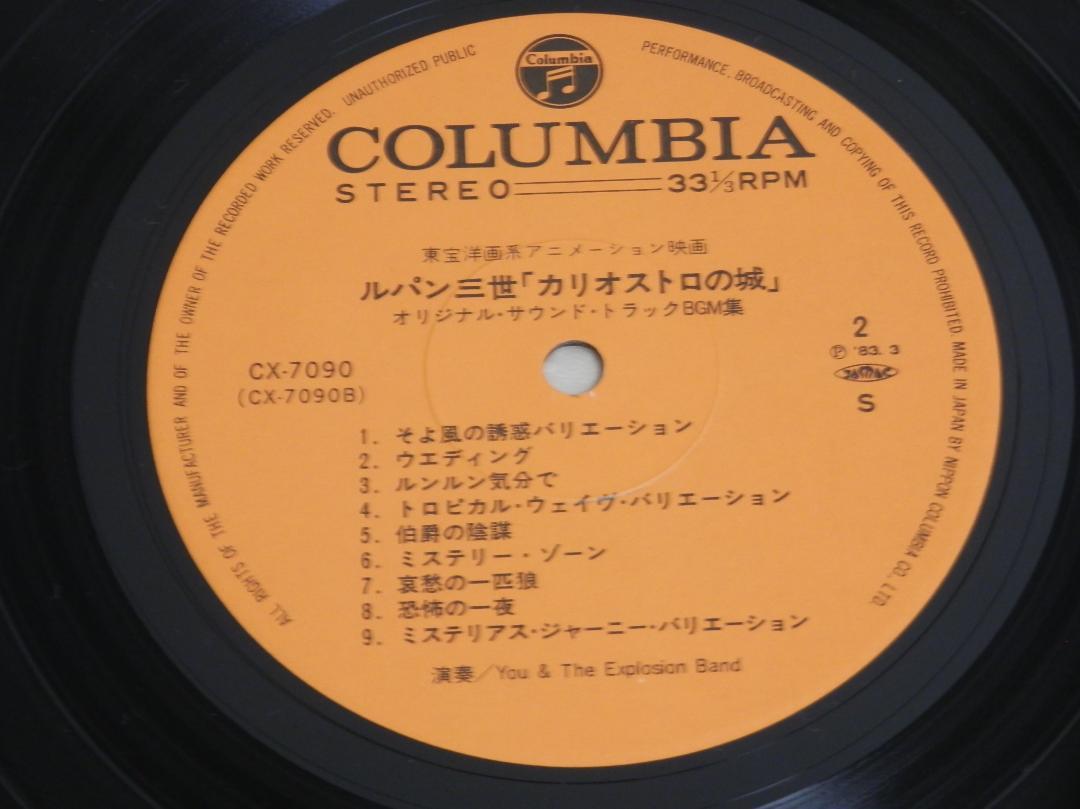 Columbia
COLUMBIA
STEREO 33⅓RPM
東宝洋画系アニメーション映画
ルパン三世「カリオストロの城」
オリジナル・サウンド・トラックBGM集
2
Ⓟ '83. 3
JASRAC
S
CX-7090
(CX-7090B)
1. そよ風の誘惑バリエーション
2. ウエディング
3. ルンルン気分で
4. トロピカル・ウェイヴ・バリエーション
5. 伯爵の陰謀
6. ミステリー・ゾーン
7. 哀愁の一匹狼
8. 恐怖の一夜
9. ミステリアス・ジャーニー・バリエーション
演奏／You & The Explosion Band
ALL RIGHTS OF THE MANUFACTURER AND OF THE OWNER OF THE RECORDED WORK RESERVED. UNAUTHORIZED PUBLIC PERFORMANCE, BROADCASTING AND COPYING OF THIS RECORD PROHIBITED. MADE IN JAPAN BY NIPPON COLUMBIA CO., LTD.